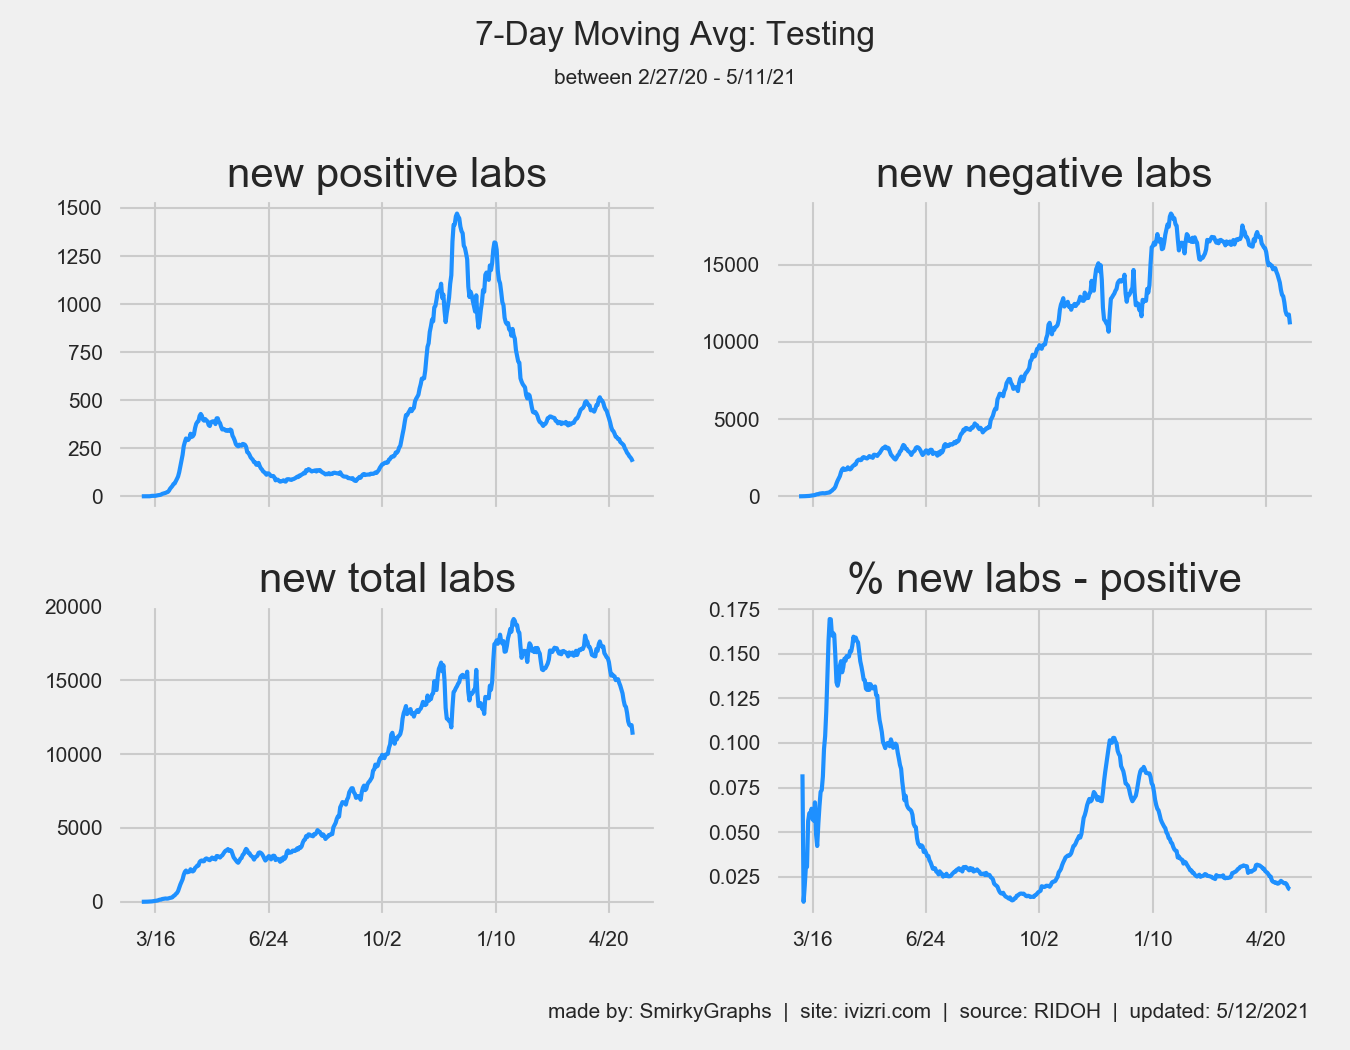 7-Day Moving Avg: Testing
between 2/27/20 - 5/11/21
new positive labs
1500
1250
1000
750
500
250
0
new negative labs
15000
10000
5000
0
new total labs
20000
15000
10000
5000
0
3/16 6/24 10/2 1/10 4/20
% new labs - positive
0.175
0.150
0.125
0.100
0.075
0.050
0.025
3/16 6/24 10/2 1/10 4/20
made by: SmirkyGraphs | site: ivizri.com | source: RIDOH | updated: 5/12/2021